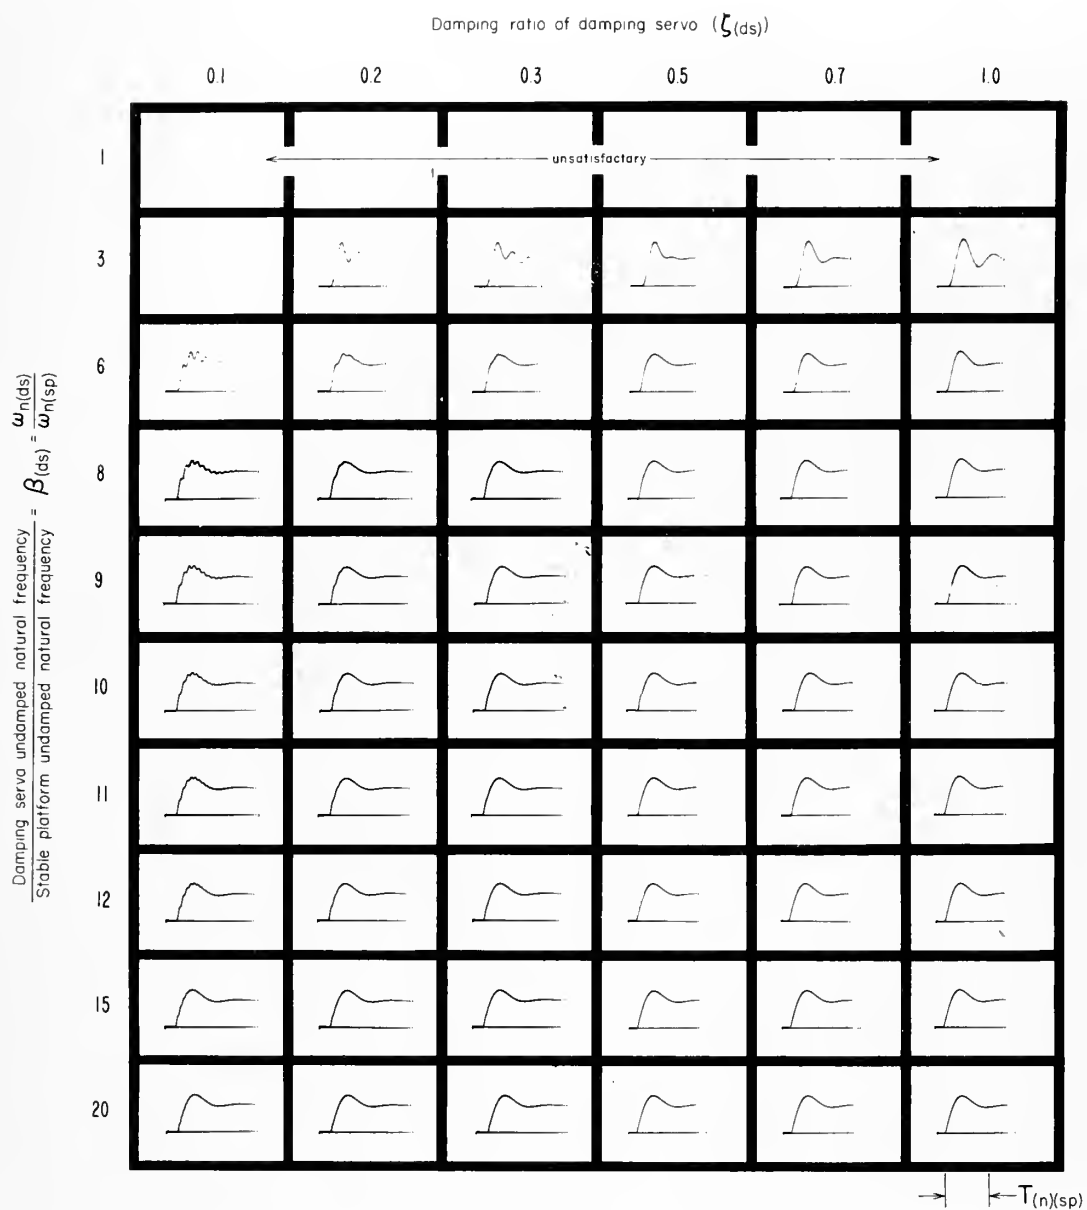 Damping ratio of damping servo (ζ(ds))
0.1 0.2 0.3 0.5 0.7 1.0
1
unsatisfactory
3
6
8
9
10
11
12
15
20
Damping servo undamped natural frequency
Stable platform undamped natural frequency
= β(ds) = ωn(ds)
ωn(sp)
T(n)(sp)